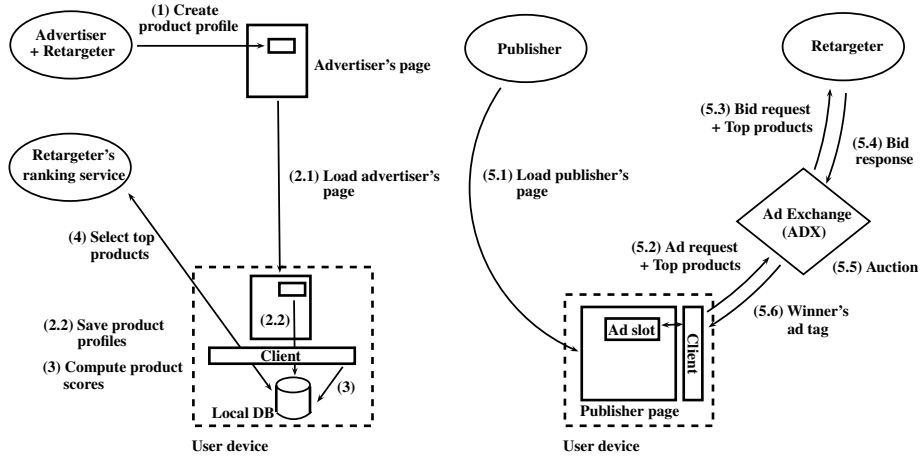 (1) Create
product profile
Advertiser
+ Retargeter
Advertiser's page
Retargeter's
ranking service
(2.1) Load advertiser's
page
(4) Select top
products
(2.2)
(2.2) Save product
profiles
Client
(3) Compute product
scores
(3)
Local DB
User device
Publisher
Retargeter
(5.3) Bid request
+ Top products
(5.4) Bid
response
(5.1) Load publisher's
page
Ad Exchange
(ADX)
(5.2) Ad request
+ Top products
(5.5) Auction
(5.6) Winner's
ad tag
Ad slot
Client
Publisher page
User device